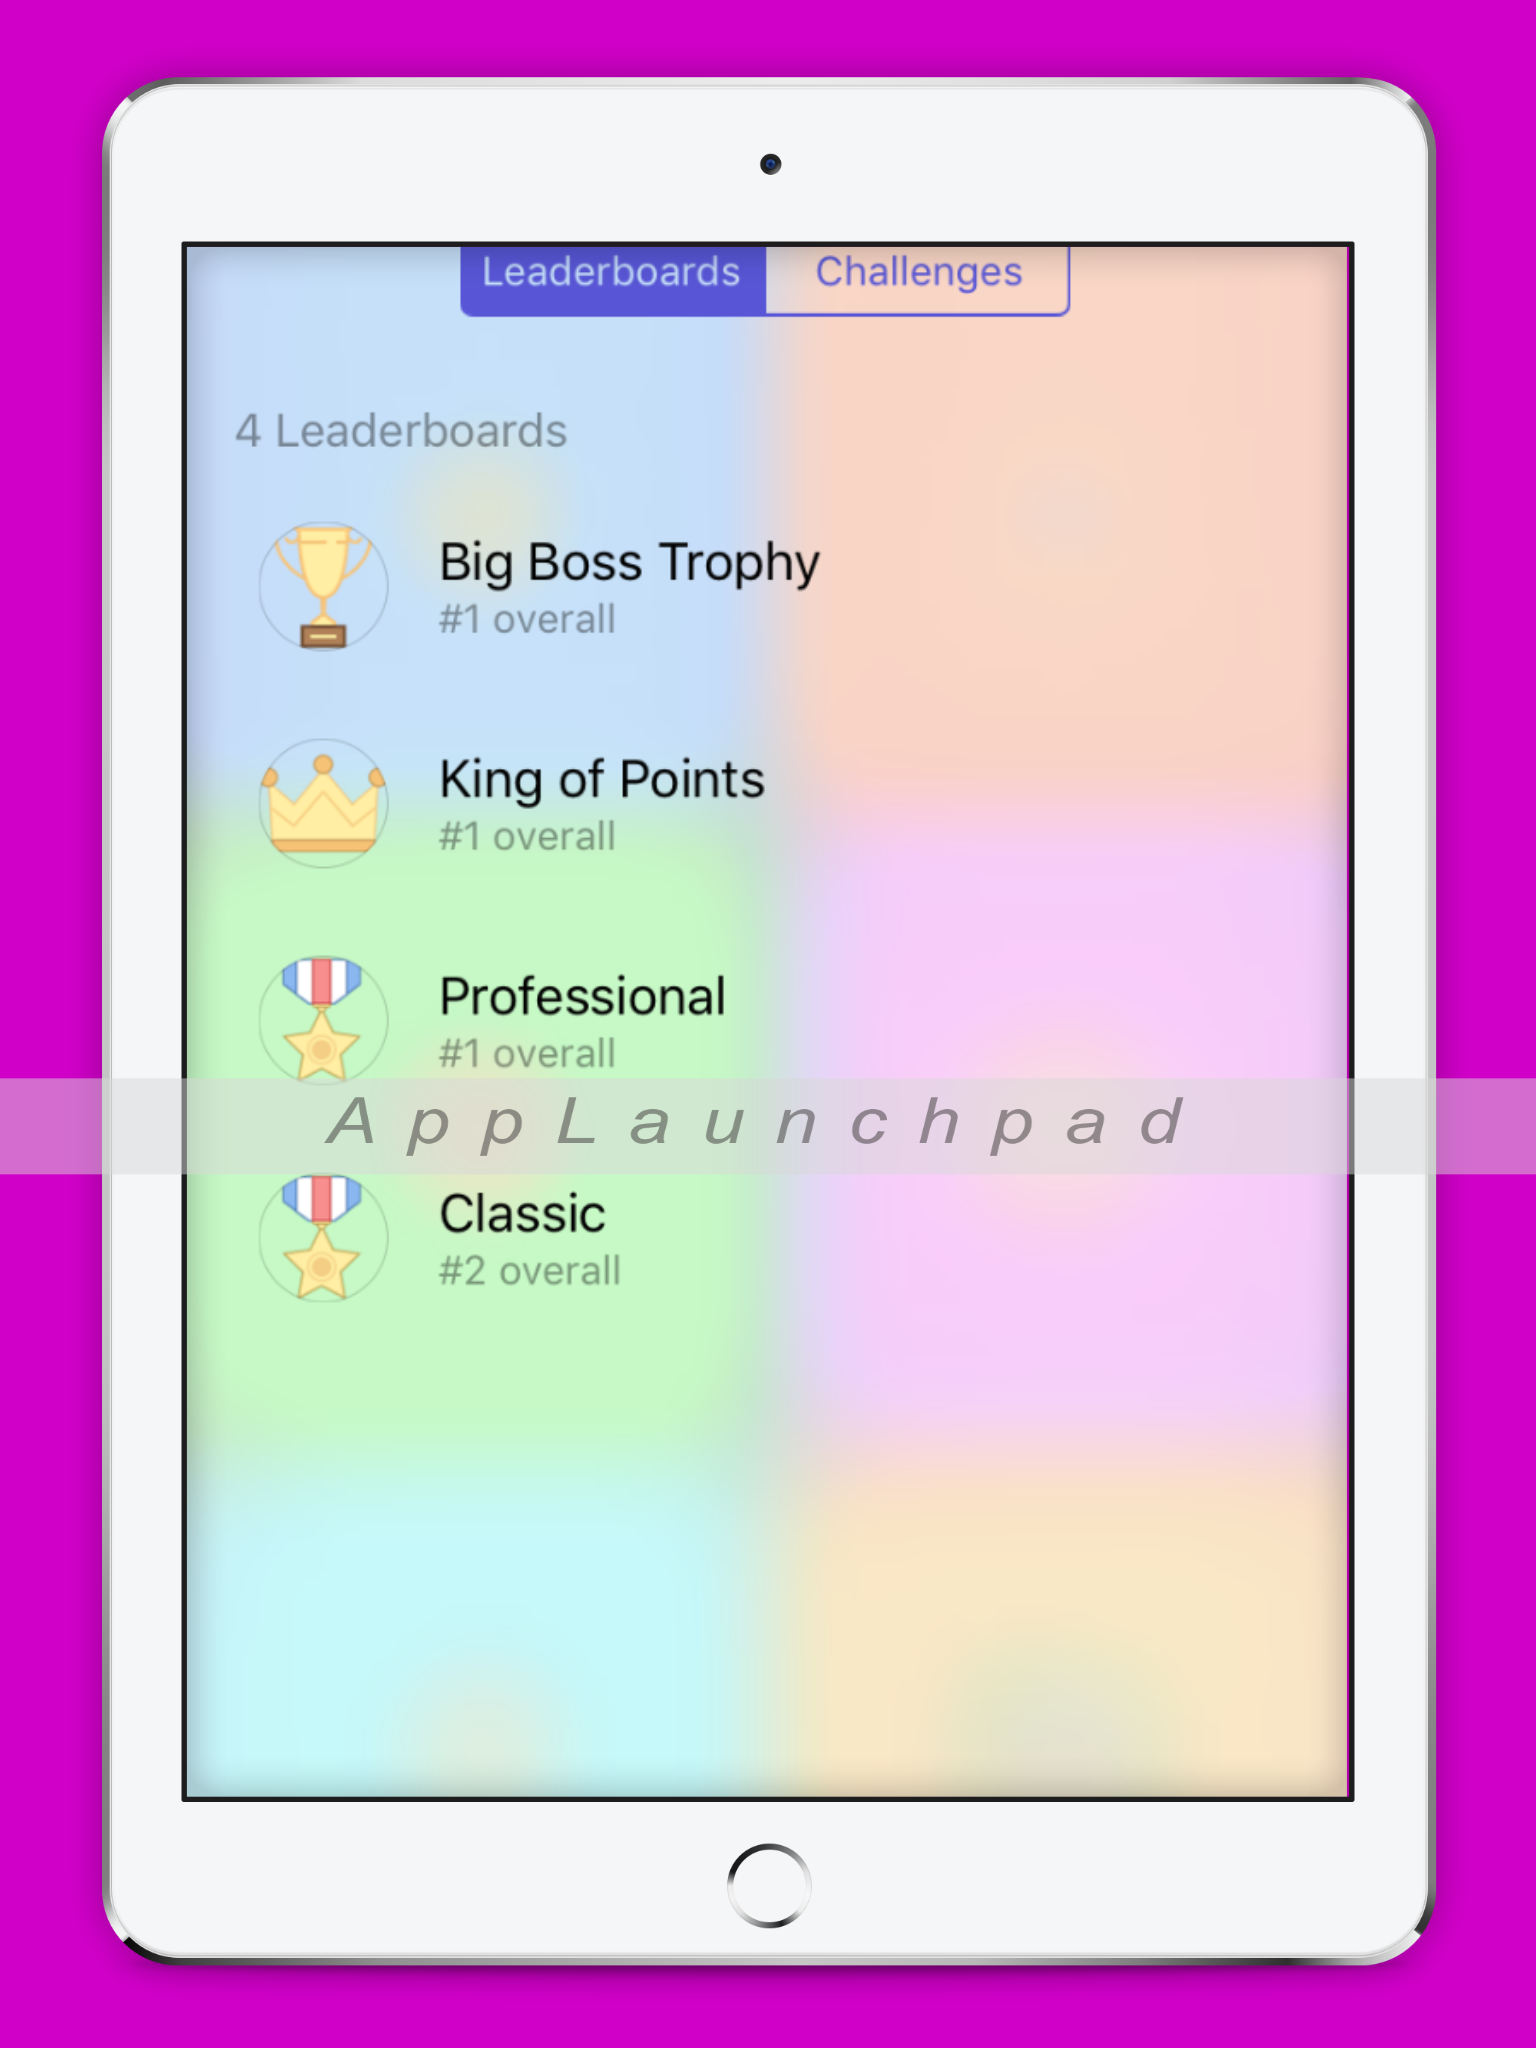 Leaderboards Challenges
4 Leaderboards
Big Boss Trophy
#1 overall
King of Points
#1 overall
Professional
#1 overall
AppLaunchpad
Classic
#2 overall